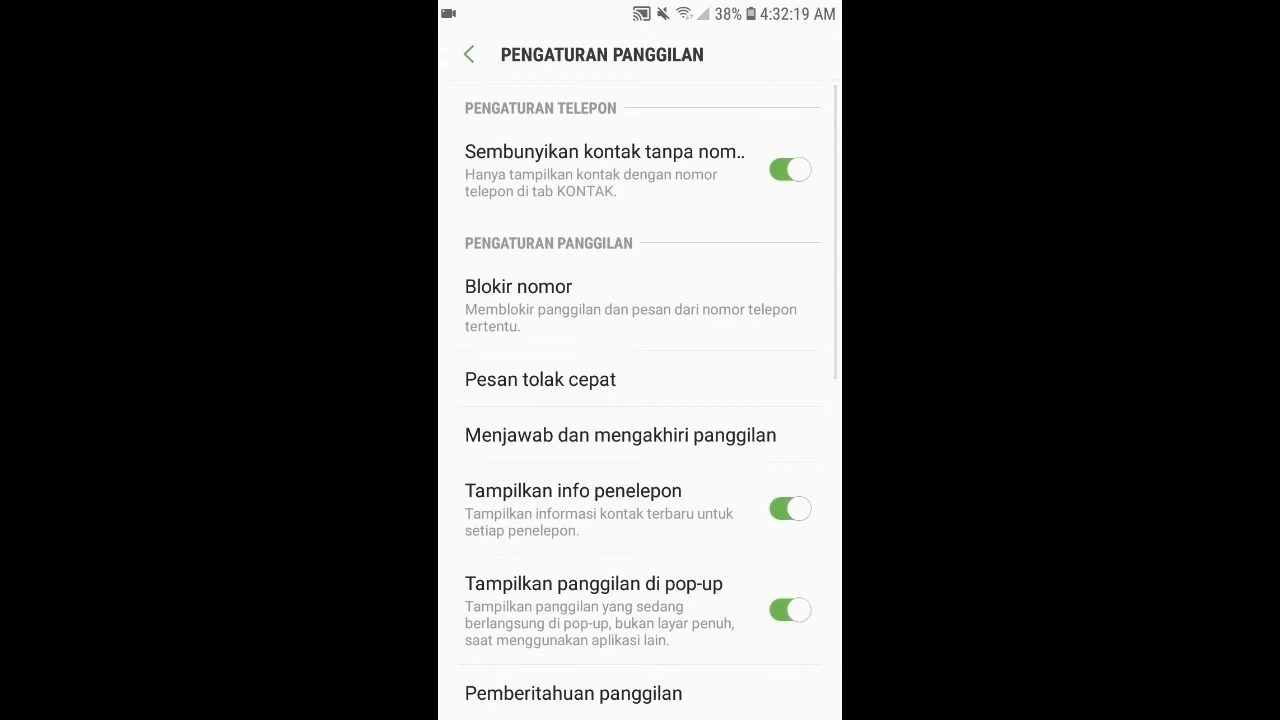 38% 4:32:19 AM
PENGATURAN PANGGILAN
PENGATURAN TELEPON
Sembunyikan kontak tanpa nom..
Hanya tampilkan kontak dengan nomor
telepon di tab KONTAK.
PENGATURAN PANGGILAN
Blokir nomor
Memblokir panggilan dan pesan dari nomor telepon
tertentu.
Pesan tolak cepat
Menjawab dan mengakhiri panggilan
Tampilkan info penelepon
Tampilkan informasi kontak terbaru untuk
setiap penelepon.
Tampilkan panggilan di pop-up
Tampilkan panggilan yang sedang
berlangsung di pop-up, bukan layar penuh,
saat menggunakan aplikasi lain.
Pemberitahuan panggilan